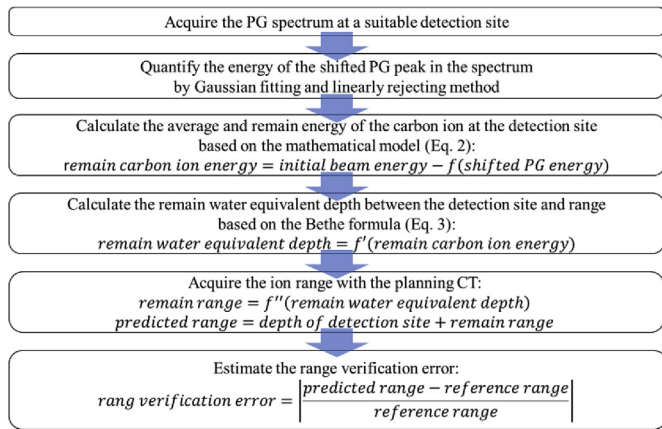 Acquire the PG spectrum at a suitable detection site
Quantify the energy of the shifted PG peak in the spectrum
by Gaussian fitting and linearly rejecting method
Calculate the average and remain energy of the carbon ion at the detection site
based on the mathematical model (Eq. 2):
remain carbon ion energy = initial beam energy − f(shifted PG energy)
Calculate the remain water equivalent depth between the detection site and range
based on the Bethe formula (Eq. 3):
remain water equivalent depth = f′(remain carbon ion energy)
Acquire the ion range with the planning CT:
remain range = f′′(remain water equivalent depth)
predicted range = depth of detection site + remain range
Estimate the range verification error:
rang verification error = |predicted range − reference range / reference range|